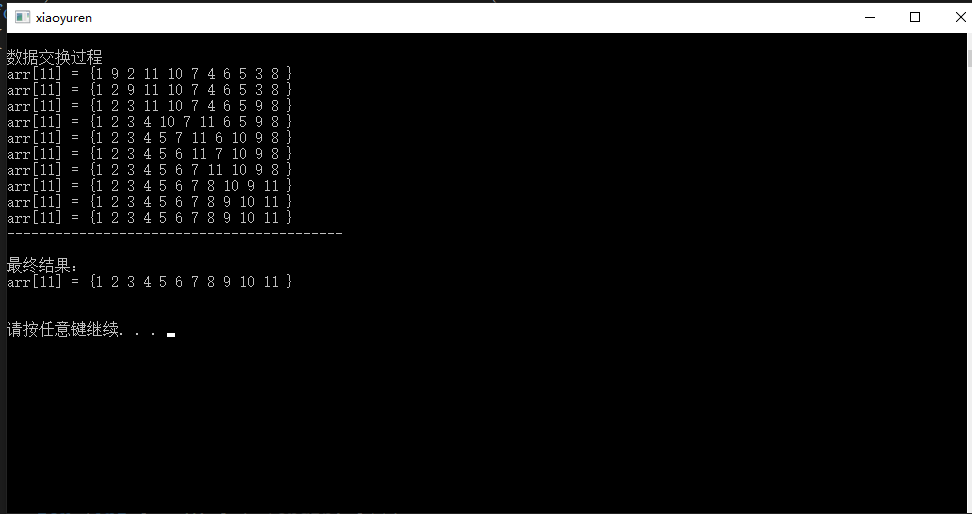 xiaoyuren
数据交换过程
arr[11] = {1 9 2 11 10 7 4 6 5 3 8 }
arr[11] = {1 2 9 11 10 7 4 6 5 3 8 }
arr[11] = {1 2 3 11 10 7 4 6 5 9 8 }
arr[11] = {1 2 3 4 10 7 11 6 5 9 8 }
arr[11] = {1 2 3 4 5 7 11 6 10 9 8 }
arr[11] = {1 2 3 4 5 6 11 7 10 9 8 }
arr[11] = {1 2 3 4 5 6 7 11 10 9 8 }
arr[11] = {1 2 3 4 5 6 7 8 10 9 11 }
arr[11] = {1 2 3 4 5 6 7 8 9 10 11 }
arr[11] = {1 2 3 4 5 6 7 8 9 10 11 }
------------------------------------------
最终结果：
arr[11] = {1 2 3 4 5 6 7 8 9 10 11 }
请按任意键继续. . .